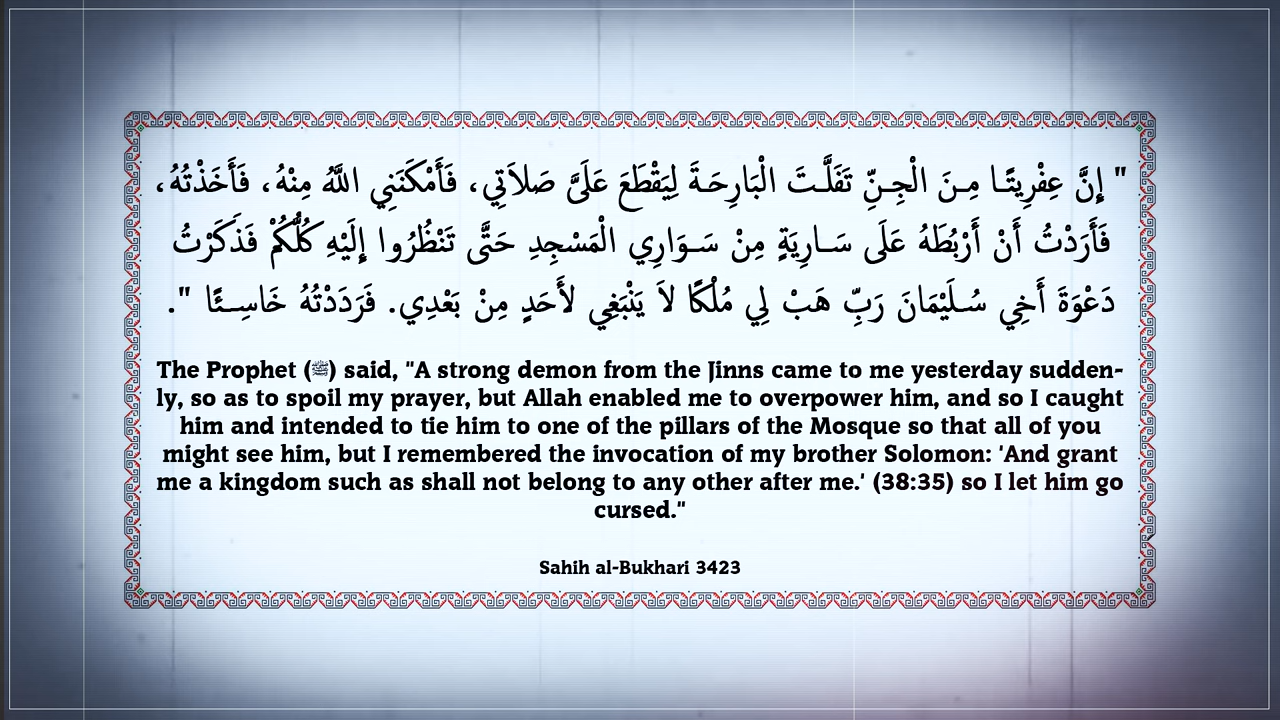 " إِنَّ عِفْرِيتًا مِنَ الْجِنِّ تَفَلَّتَ الْبَارِحَةَ لِيَقْطَعَ عَلَىَّ صَلاَتِي، فَأَمْكَنَنِي اللَّهُ مِنْهُ، فَأَخَذْتُهُ،
فَأَرَدْتُ أَنْ أَرْبُطَهُ عَلَى سَارِيَةٍ مِنْ سَوَارِي الْمَسْجِدِ حَتَّى تَنْظُرُوا إِلَيْهِ كُلُّكُمْ فَذَكَرْتُ
دَعْوَةَ أَخِي سُلَيْمَانَ رَبِّ هَبْ لِي مُلْكًا لاَ يَنْبَغِي لأَحَدٍ مِنْ بَعْدِي. فَرَدَدْتُهُ خَاسِئًا ".
The Prophet (ﷺ) said, "A strong demon from the Jinns came to me yesterday sudden-
ly, so as to spoil my prayer, but Allah enabled me to overpower him, and so I caught
him and intended to tie him to one of the pillars of the Mosque so that all of you
might see him, but I remembered the invocation of my brother Solomon: 'And grant
me a kingdom such as shall not belong to any other after me.' (38:35) so I let him go
cursed."
Sahih al-Bukhari 3423